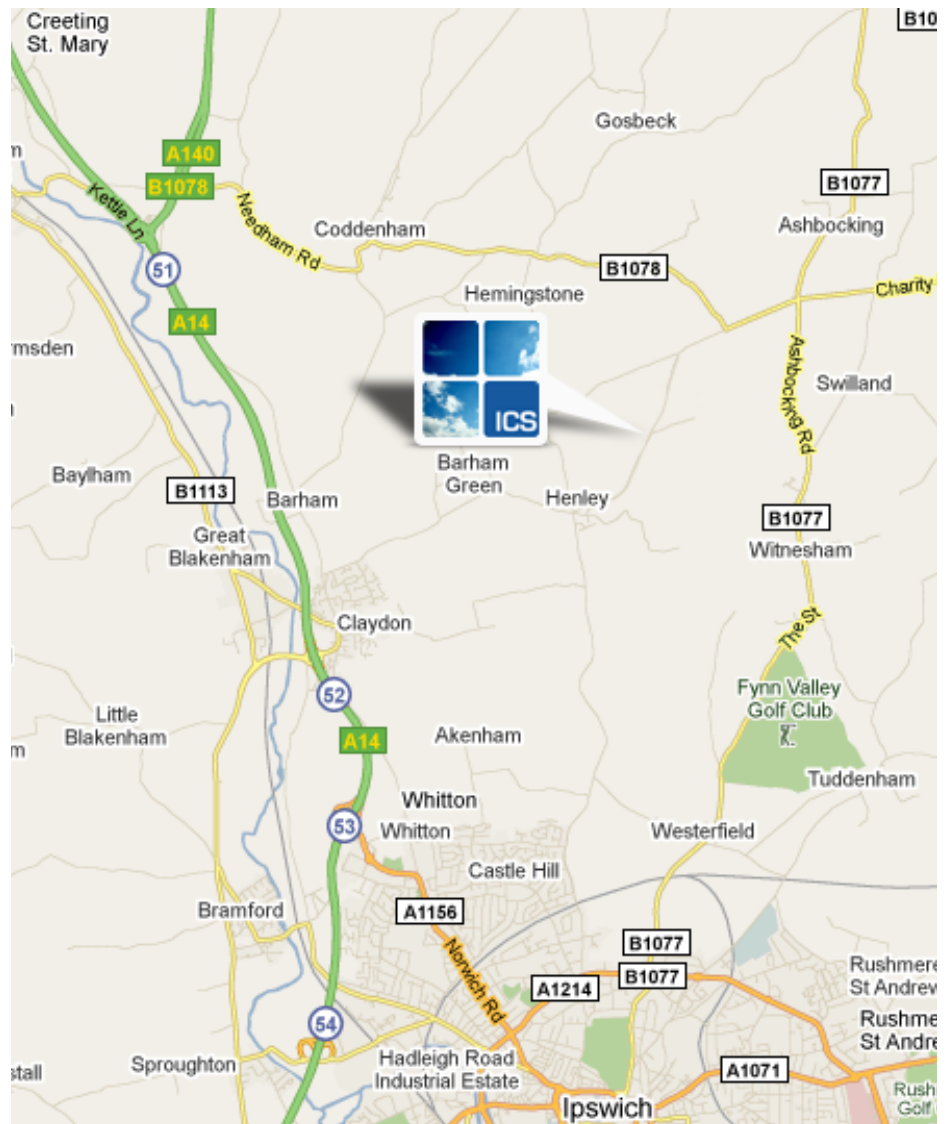 Creeting
St. Mary
B10
Gosbeck
A140
B1078
B1077
Kettle Ln
Needham Rd
Coddenham
Ashbocking
51
B1078
Charity
Hemingstone
A14
rmsden
Ashbocking Rd
Swilland
ICS
Barham
Green
Baylham
B1113
Barham
Henley
B1077
Great
Blakenham
Witnesham
Claydon
The St
52
Fynn Valley
Golf Club
Little
Blakenham
A14
Akenham
m
Tuddenham
Whitton
53
Whitton
Westerfield
Castle Hill
Bramford
A1156
B1077
Norwich Rd
B1077
A1214
Rushmere
St Andrew
54
Rushme
St Andre
Sproughton
Hadleigh Road
Industrial Estate
stall
A1071
Rush
Golf
Ipswich